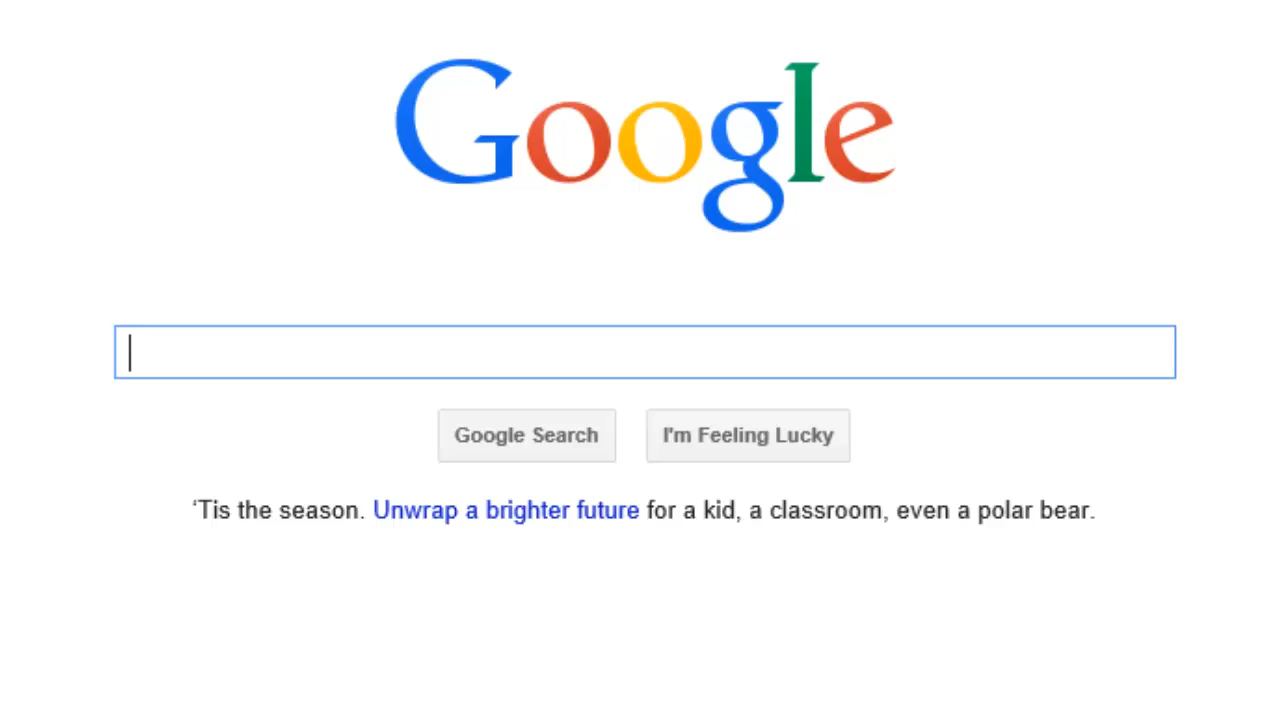 Google
Google Search
I'm Feeling Lucky
‘Tis the season. Unwrap a brighter future for a kid, a classroom, even a polar bear.